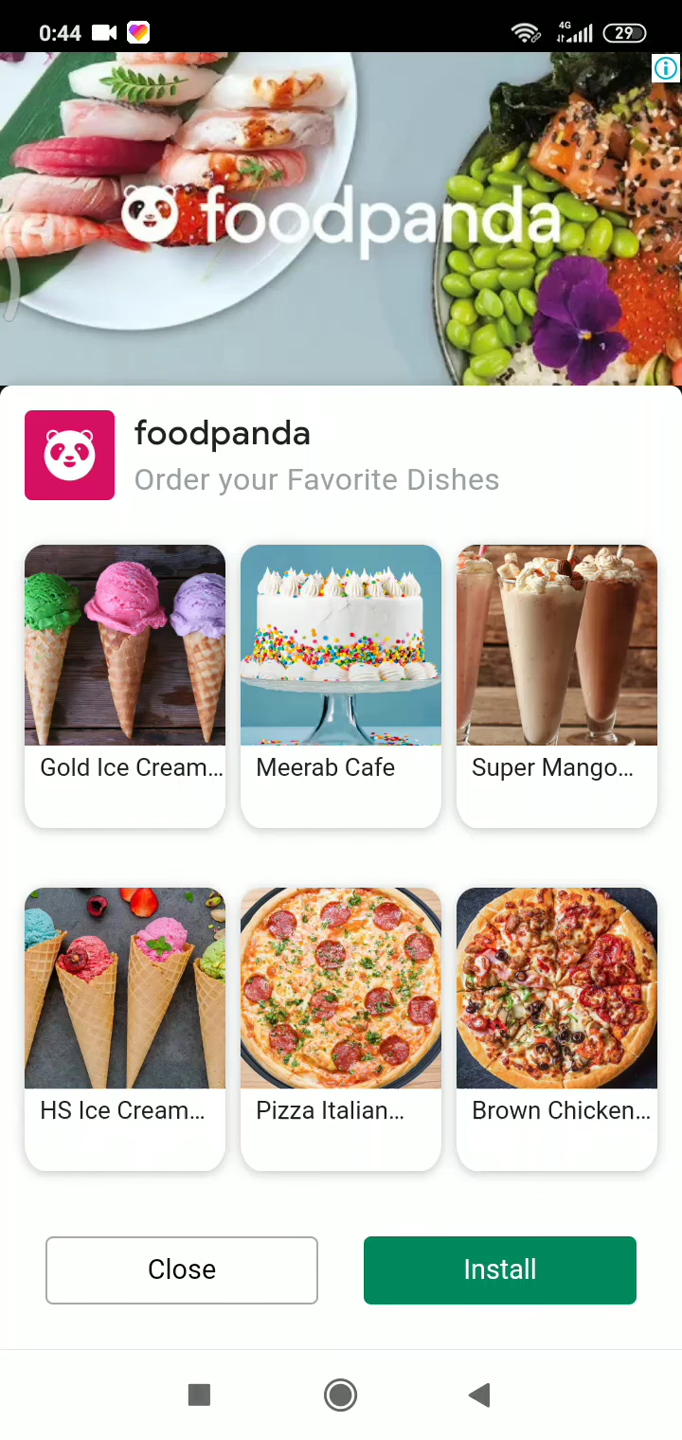 0:44
4G
29
foodpanda
foodpanda
Order your Favorite Dishes
Gold Ice Cream...
Meerab Cafe
Super Mango...
HS Ice Cream...
Pizza Italian...
Brown Chicken...
Close
Install